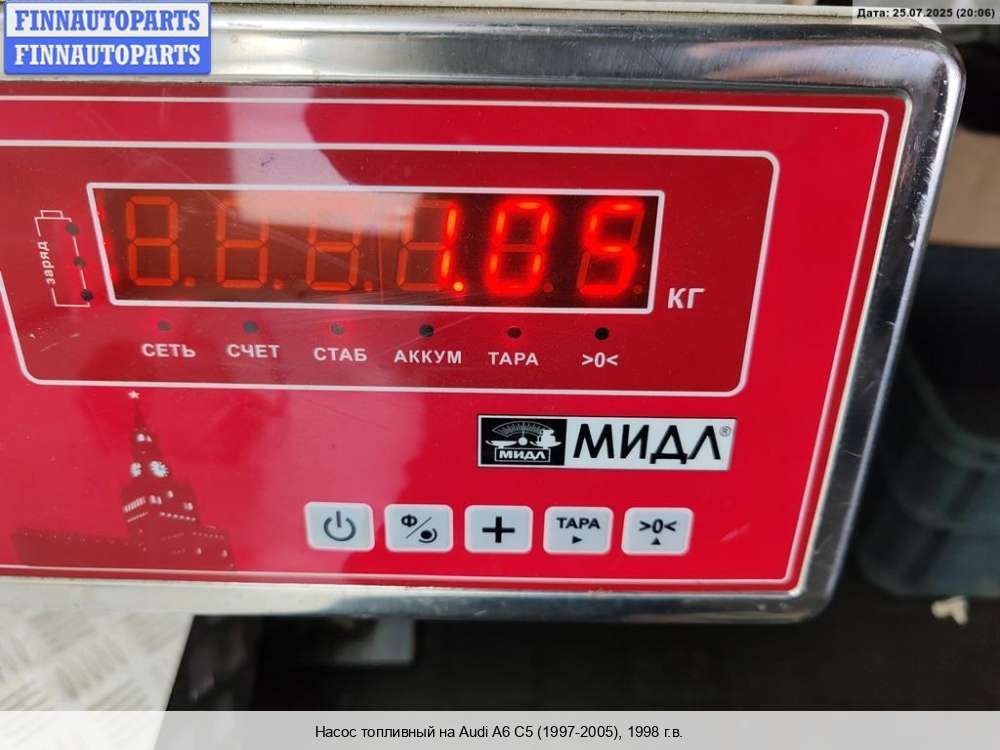 FINNAUTOPARTS
FINNAUTOPARTS
Дата: 25.07.2025 (20:06)
заряд
1.05
КГ
СЕТЬ СЧЕТ СТАБ АККУМ ТАРА >0<
МИДЛ
МИДЛ®
Ф ТАРА >0<
Насос топливный на Audi A6 C5 (1997-2005), 1998 г.в.